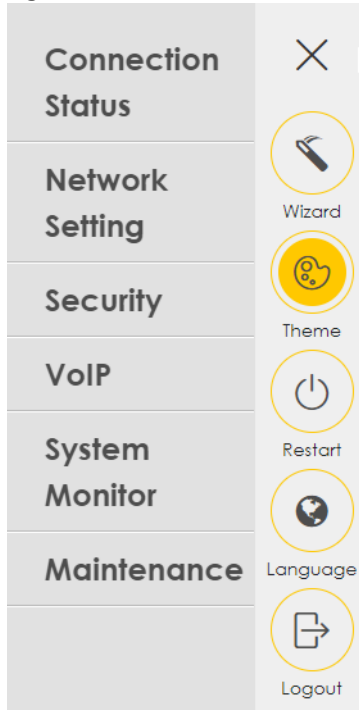 Connection
Status
Network
Setting
Security
VoIP
System
Monitor
Maintenance
Wizard
Theme
Restart
Language
Logout